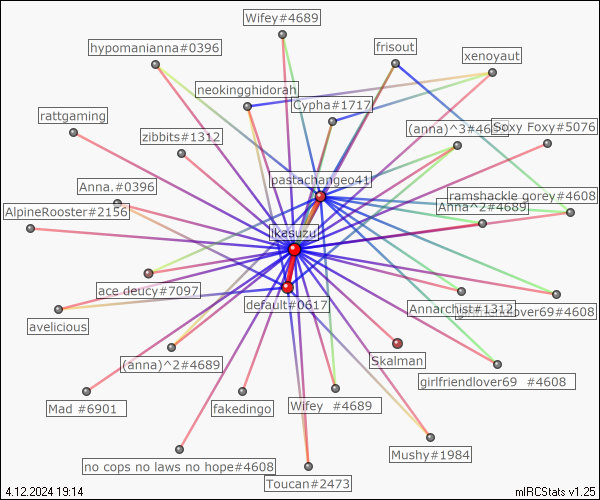 Wifey#4689
hypomanianna#0396
frisout
xenoyaut
neokingghidorah
Cypha#1717
rattgaming
zibbits#1312
(anna)^3#46
Soxy Foxy#5076
pastachangeo41
Anna.#0396
ramshackle gorey#4608
Anna^2#4689
AlpineRooster#2156
ikasuzu
ace deucy#7097
default#0617
Annarchist#1312
lover69#4608
avelicious
(anna)^2#4689
Skalman
girlfriendlover69 #4608
Mad #6901
fakedingo
Wifey #4689
Mushy#1984
no cops no laws no hope#4608
Toucan#2473
4.12.2024 19:14
mIRCStats v1.25